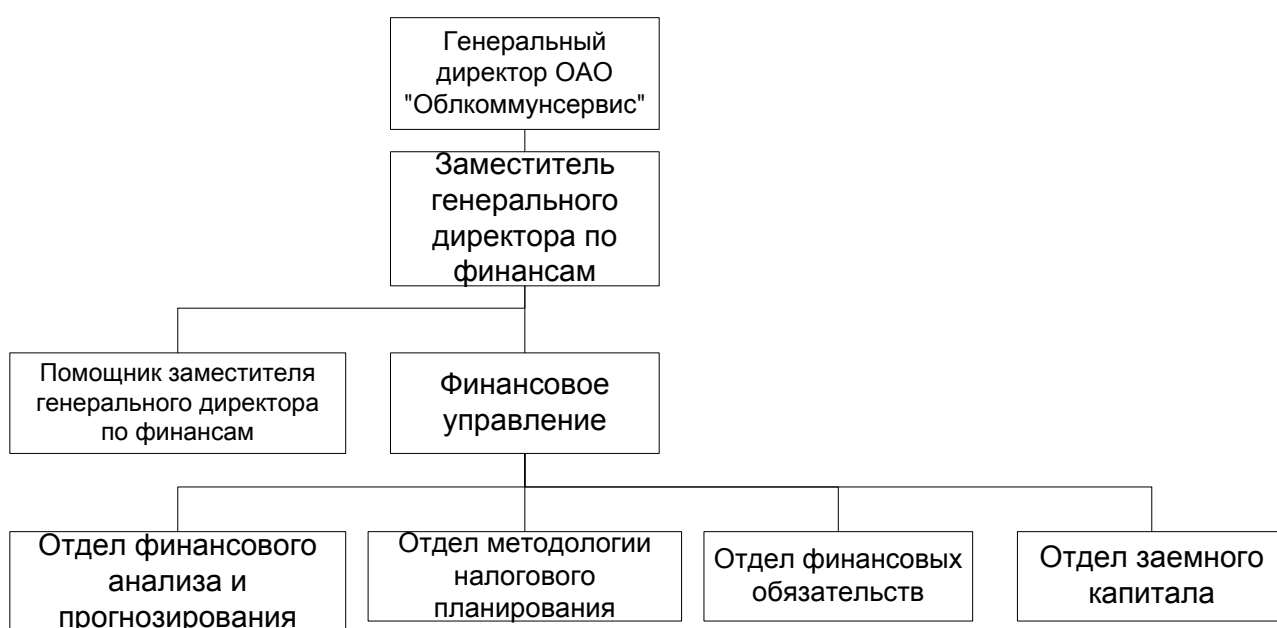 Генеральный
директор ОАО
"Облкоммунсервис"
Заместитель
генерального
директора по
финансам
Помощник заместителя
генерального директора
по финансам
Финансовое
управление
Отдел финансового
анализа и
прогнозирования
Отдел методологии
налогового
планирования
Отдел финансовых
обязательств
Отдел заемного
капитала